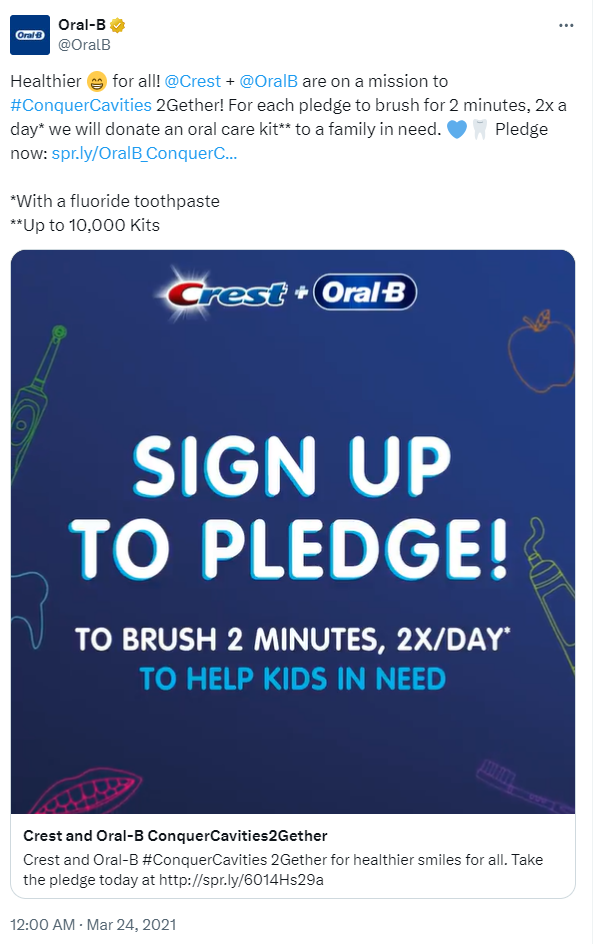 Oral-B
Oral-B
@OralB
Healthier 😁 for all! @Crest + @OralB are on a mission to
#ConquerCavities 2Gether! For each pledge to brush for 2 minutes, 2x a
day* we will donate an oral care kit** to a family in need. 💙🦷 Pledge
now: spr.ly/OralB_ConquerC...
*With a fluoride toothpaste
**Up to 10,000 Kits
Crest + Oral-B
SIGN UP
TO PLEDGE!
TO BRUSH 2 MINUTES, 2X/DAY*
TO HELP KIDS IN NEED
Crest and Oral-B ConquerCavities2Gether
Crest and Oral-B #ConquerCavities 2Gether for healthier smiles for all. Take
the pledge today at http://spr.ly/6014Hs29a
12:00 AM · Mar 24, 2021